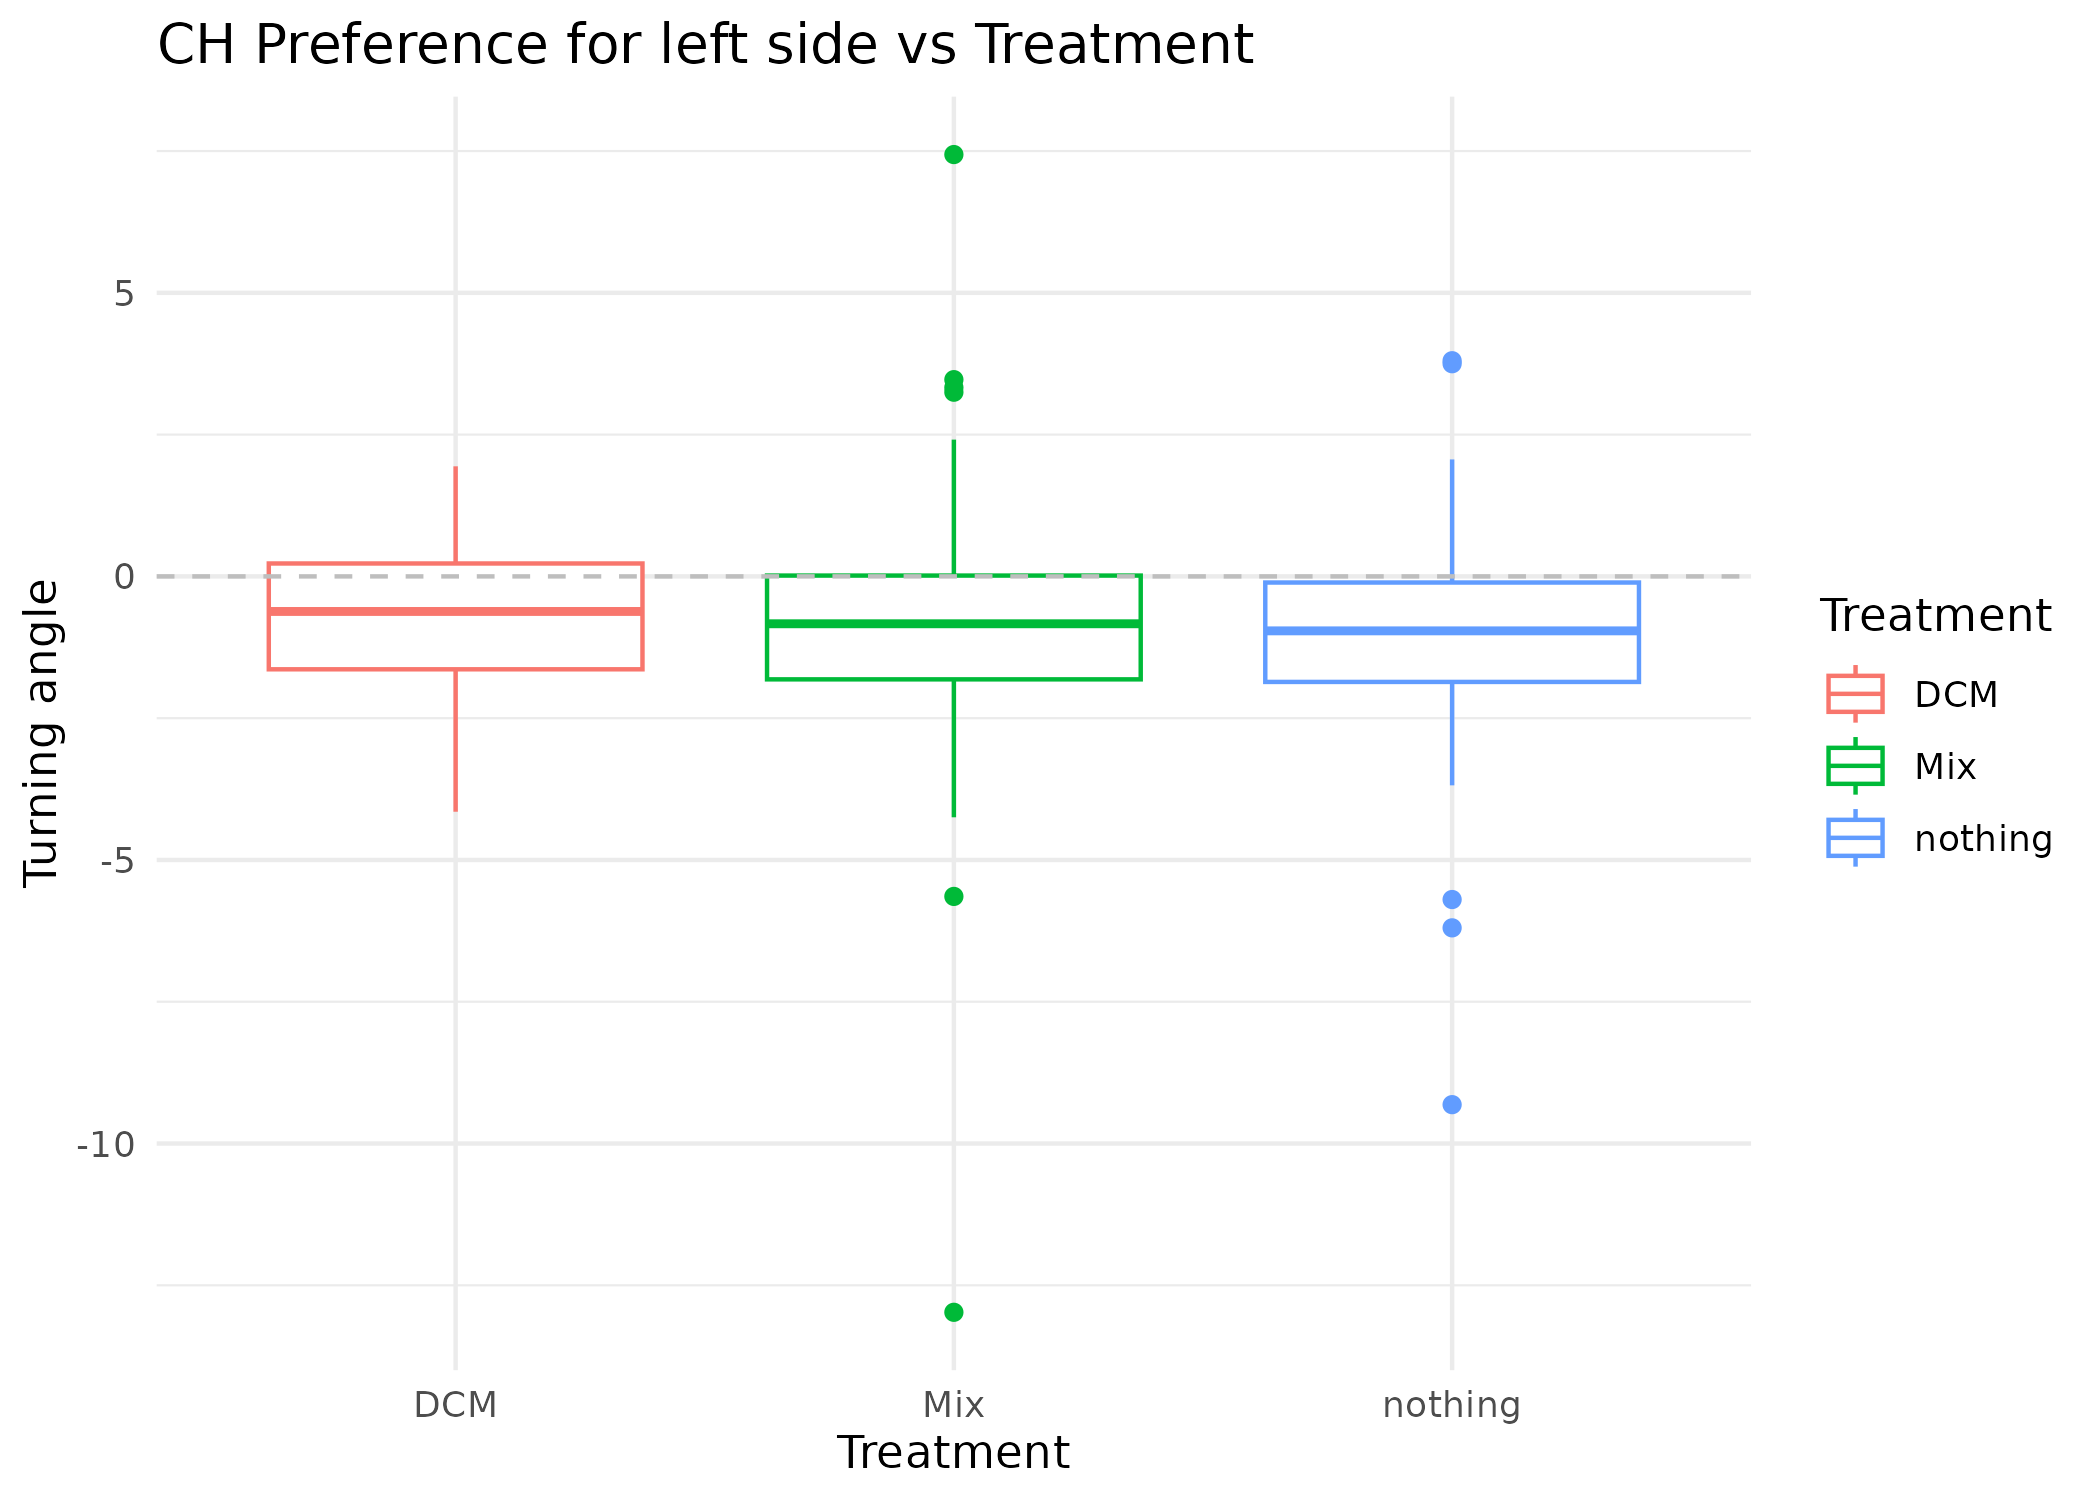 CH Preference for left side vs Treatment
Turning angle
5
0
-5
-10
DCM
Mix
nothing
Treatment
Treatment
DCM
Mix
nothing